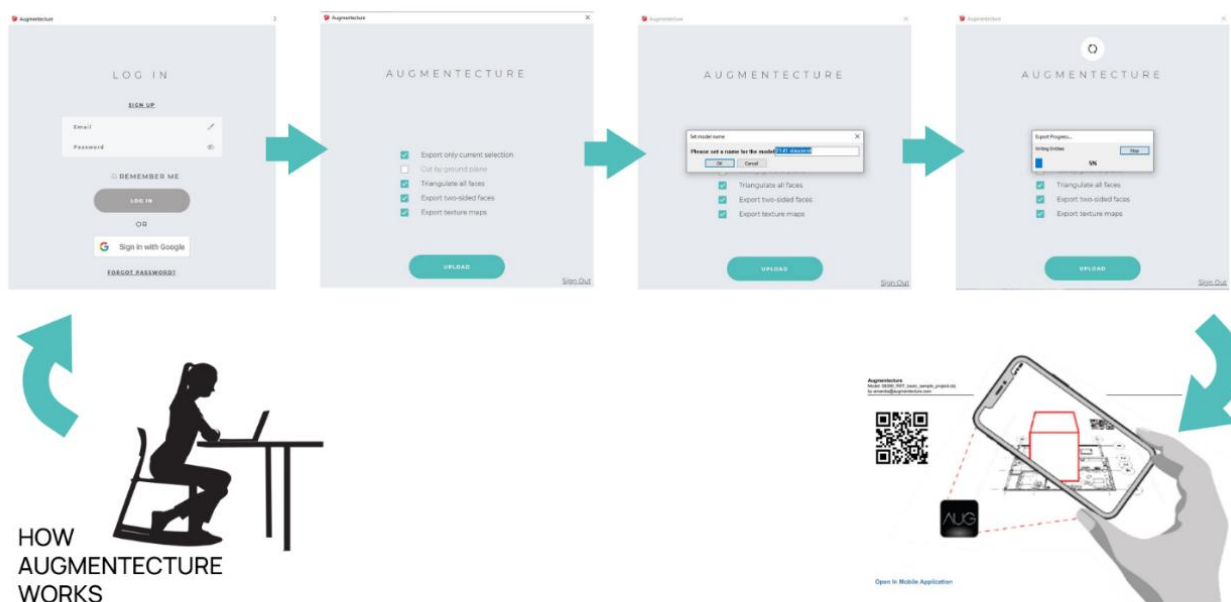 Augmentecture
LOG IN
SIGN UP
Email
Password
REMEMBER ME
LOG IN
OR
Sign in with Google
FORGOT PASSWORD?
Augmentecture
AUGMENTECTURE
Export only current selection
Cut by ground plane
Triangulate all faces
Export two-sided faces
Export texture maps
UPLOAD
Sign Out
Augmentecture
AUGMENTECTURE
Set model name
Please set a name for the model
OK
Cancel
Triangulate all faces
Export two-sided faces
Export texture maps
UPLOAD
Sign Out
Augmentecture
AUGMENTECTURE
Export Progress...
Writing Entities
Stop
5%
Triangulate all faces
Export two-sided faces
Export texture maps
UPLOAD
Sign Out
HOW
AUGMENTECTURE
WORKS
Augmentecture
by amanda@augmentecture.com
AUG
Open In Mobile Application